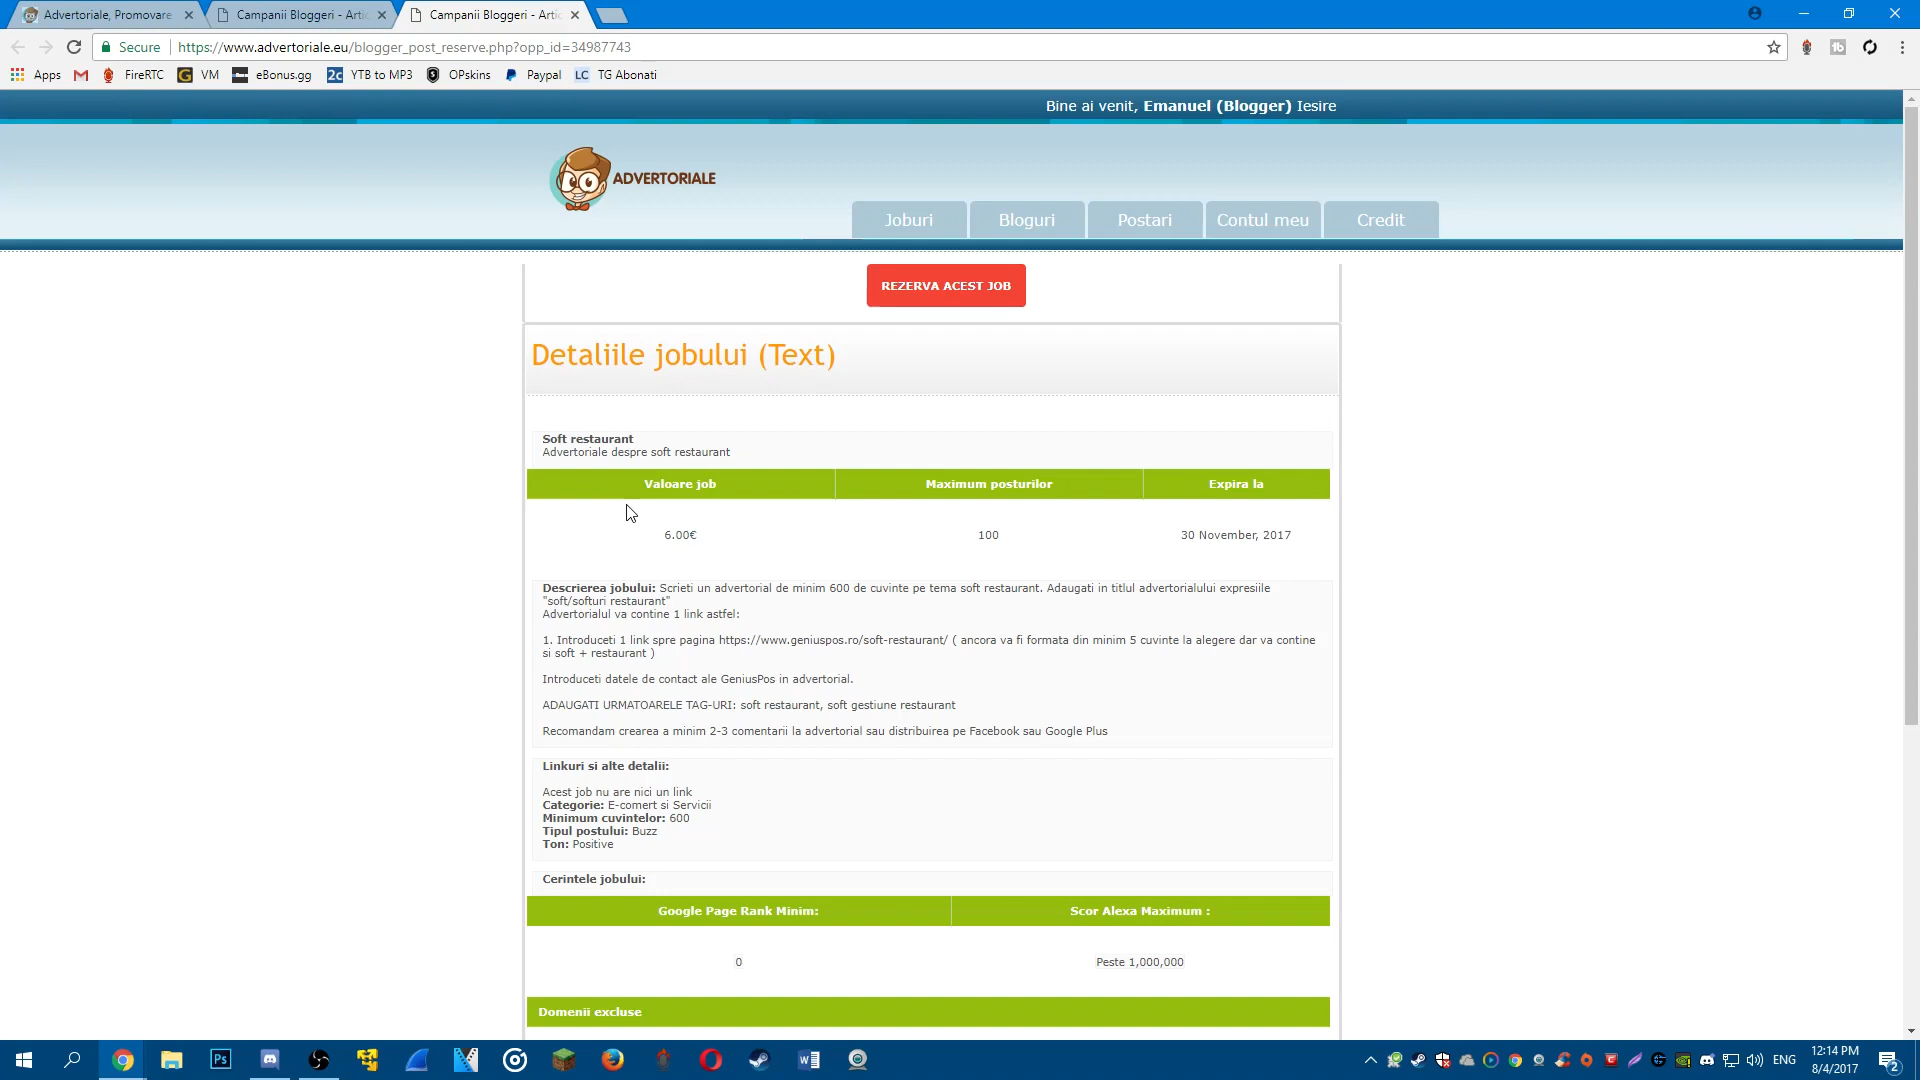 Advertoriale, Promovare
Campanii Bloggeri - Artic
Campanii Bloggeri - Artic
Secure
https://www.advertoriale.eu/blogger_post_reserve.php?opp_id=34987743
Apps
FireRTC
VM
eBonus.gg
2c YTB to MP3
OPskins
Paypal
LC TG Abonati
Bine ai venit, Emanuel (Blogger) Iesire
ADVERTORIALE
Joburi
Bloguri
Postari
Contul meu
Credit
REZERVA ACEST JOB
Detaliile jobului (Text)
Soft restaurant
Advertoriale despre soft restaurant
Valoare job
Maximum posturilor
Expira la
6.00€
100
30 November, 2017
Descrierea jobului: Scrieti un advertorial de minim 600 de cuvinte pe tema soft restaurant. Adaugati in titlul advertorialului expresiile
"soft/softuri restaurant"
Advertorialul va contine 1 link astfel:
1. Introduceti 1 link spre pagina https://www.geniuspos.ro/soft-restaurant/ ( ancora va fi formata din minim 5 cuvinte la alegere dar va contine
si soft + restaurant )
Introduceti datele de contact ale GeniusPos in advertorial.
ADAUGATI URMATOARELE TAG-URI: soft restaurant, soft gestiune restaurant
Recomandam crearea a minim 2-3 comentarii la advertorial sau distribuirea pe Facebook sau Google Plus
Linkuri si alte detalii:
Acest job nu are nici un link
Categorie: E-comert si Servicii
Minimum cuvintelor: 600
Tipul postului: Buzz
Ton: Positive
Cerintele jobului:
Google Page Rank Minim:
Scor Alexa Maximum :
0
Peste 1,000,000
Domenii excluse
Ps
ENG
12:14 PM
8/4/2017
2